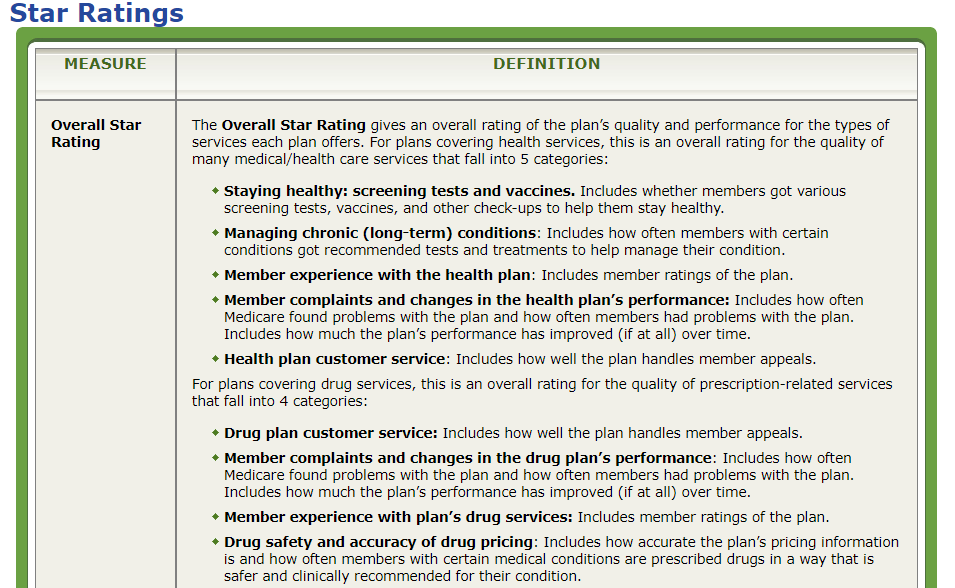 Star Ratings
MEASURE
DEFINITION
Overall Star
Rating
The Overall Star Rating gives an overall rating of the plan’s quality and performance for the types of
services each plan offers. For plans covering health services, this is an overall rating for the quality of
many medical/health care services that fall into 5 categories:
Staying healthy: screening tests and vaccines. Includes whether members got various
screening tests, vaccines, and other check-ups to help them stay healthy.
Managing chronic (long-term) conditions: Includes how often members with certain
conditions got recommended tests and treatments to help manage their condition.
Member experience with the health plan: Includes member ratings of the plan.
Member complaints and changes in the health plan’s performance: Includes how often
Medicare found problems with the plan and how often members had problems with the plan.
Includes how much the plan’s performance has improved (if at all) over time.
Health plan customer service: Includes how well the plan handles member appeals.
For plans covering drug services, this is an overall rating for the quality of prescription-related services
that fall into 4 categories:
Drug plan customer service: Includes how well the plan handles member appeals.
Member complaints and changes in the drug plan’s performance: Includes how often
Medicare found problems with the plan and how often members had problems with the plan.
Includes how much the plan’s performance has improved (if at all) over time.
Member experience with plan’s drug services: Includes member ratings of the plan.
Drug safety and accuracy of drug pricing: Includes how accurate the plan’s pricing information
is and how often members with certain medical conditions are prescribed drugs in a way that is
safer and clinically recommended for their condition.